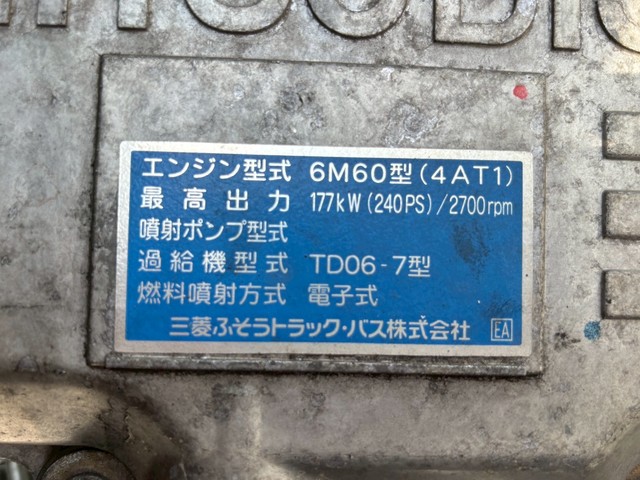 エンジン型式 6M60型(4AT1)
最高出力 177kW(240PS)/2700rpm
噴射ポンプ型式
過給機型式 TD06-7型
燃料噴射方式 電子式
三菱ふそうトラック・バス株式会社 EA